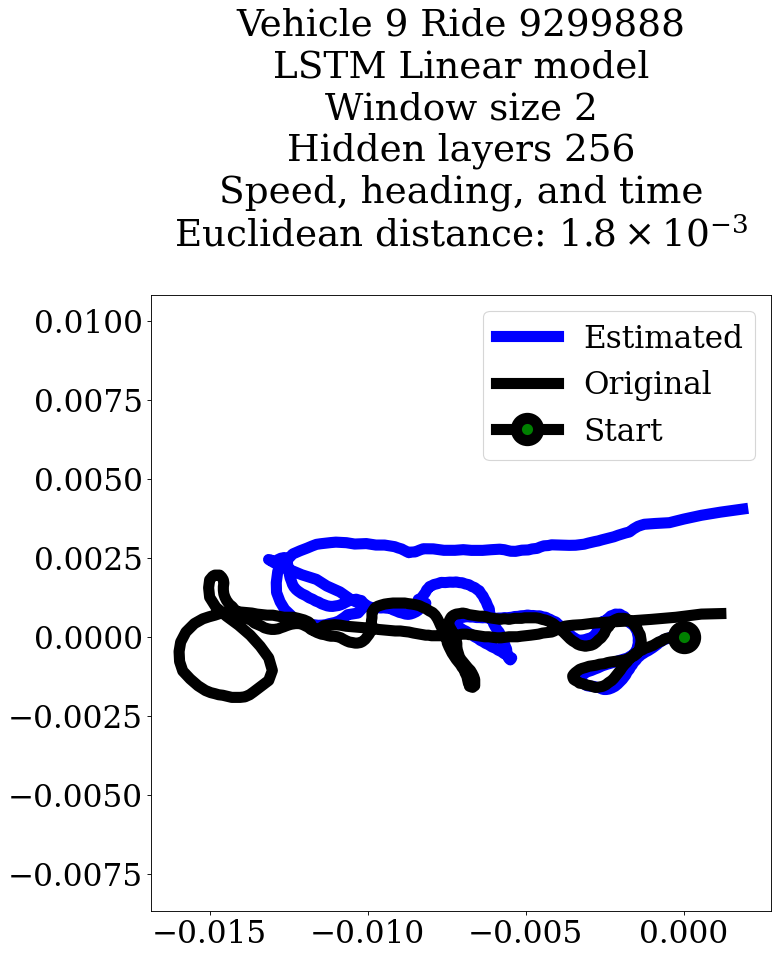 Vehicle 9 Ride 9299888
LSTM Linear model
Window size 2
Hidden layers 256
Speed, heading, and time
Euclidean distance: 1.8 × 10⁻³
Estimated
Original
Start
0.0100
0.0075
0.0050
0.0025
0.0000
−0.0025
−0.0050
−0.0075
−0.015 −0.010 −0.005 0.000